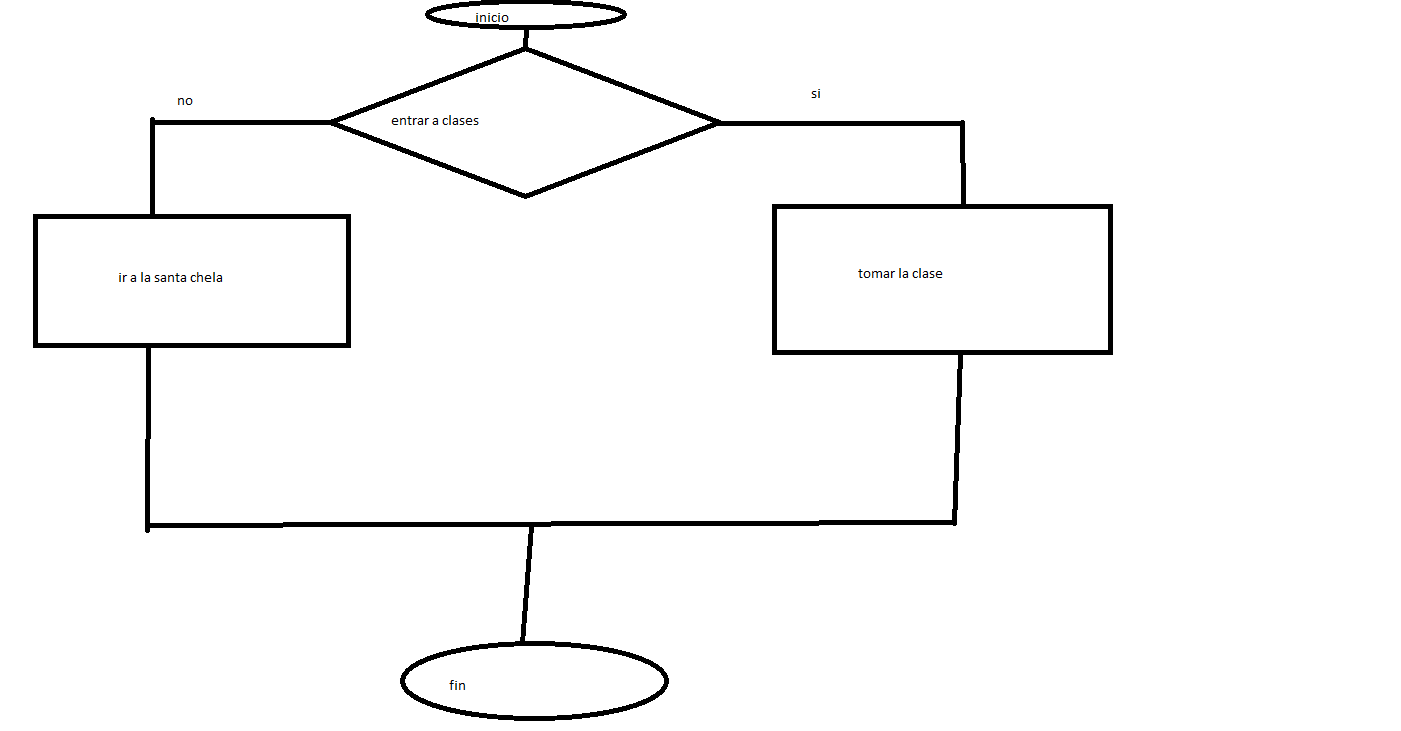 inicio
no
si
entrar a clases
ir a la santa chela
tomar la clase
fin